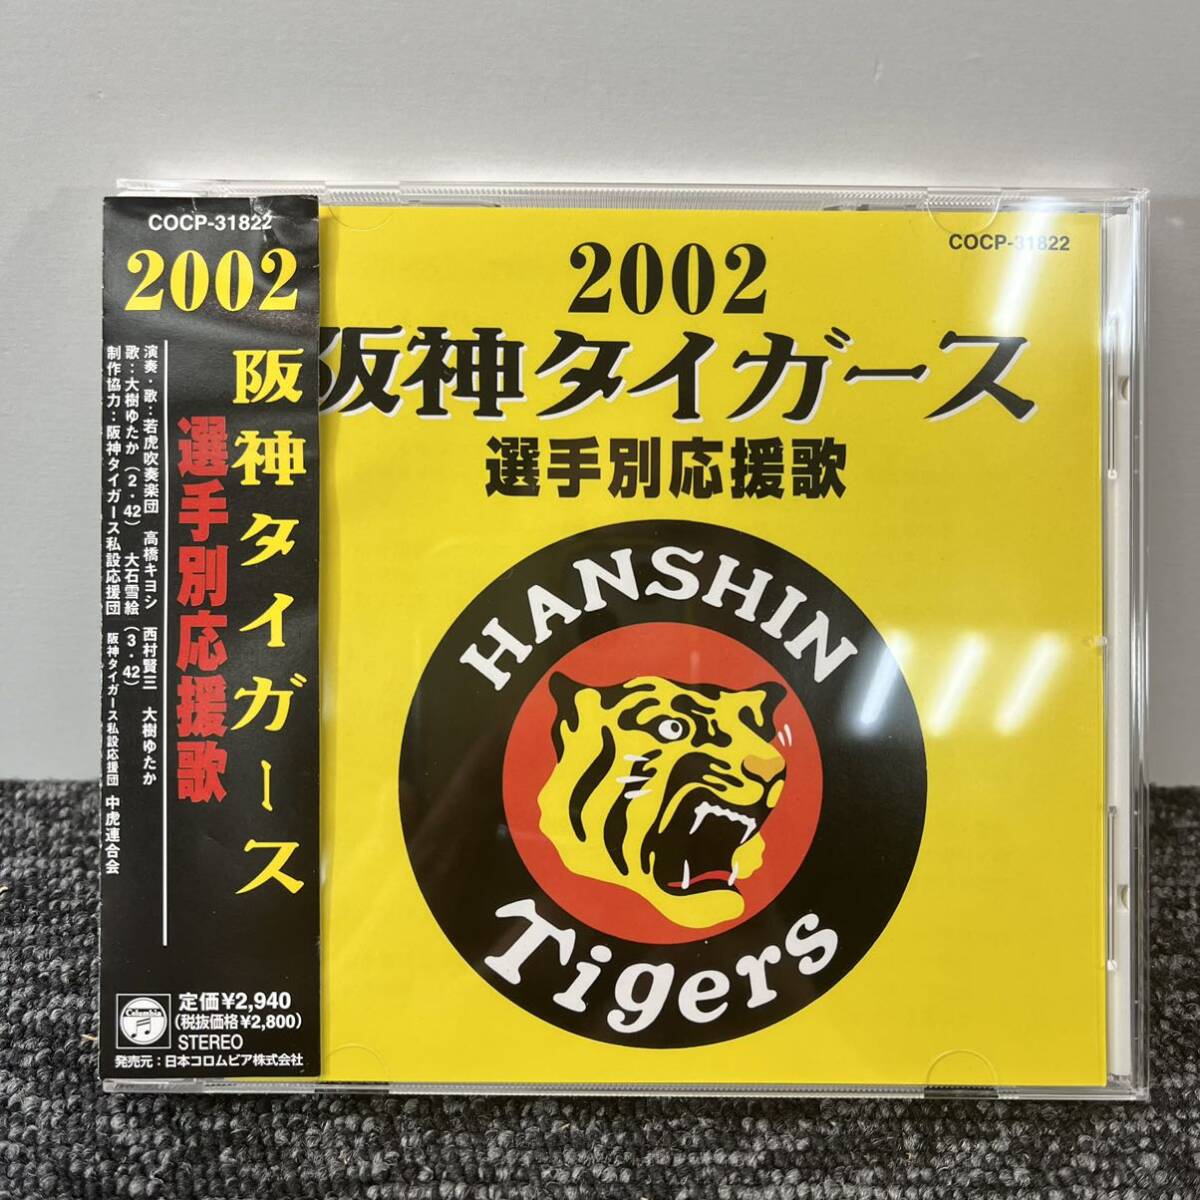 COCP-31822
2002
阪神タイガース
選手別応援歌
演奏・歌：若虎吹奏楽団 高橋キヨシ 西村賢三 大樹ゆたか
歌：大樹ゆたか（2・42） 大石雪絵（3・42）
制作協力：阪神タイガース私設応援団 阪神タイガース私設応援団 中虎連合会
Columbia
定価¥2,940
(税抜価格¥2,800)
STEREO
発売元：日本コロムビア株式会社
COCP-31822
2002
阪神タイガース
選手別応援歌
HANSHIN
Tigers